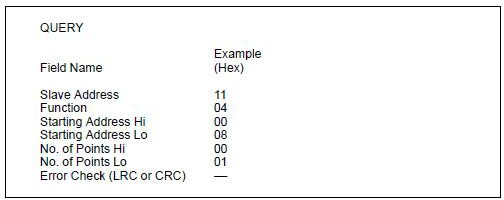 QUERY
Example
Field Name (Hex)
Slave Address 11
Function 04
Starting Address Hi 00
Starting Address Lo 08
No. of Points Hi 00
No. of Points Lo 01
Error Check (LRC or CRC) —